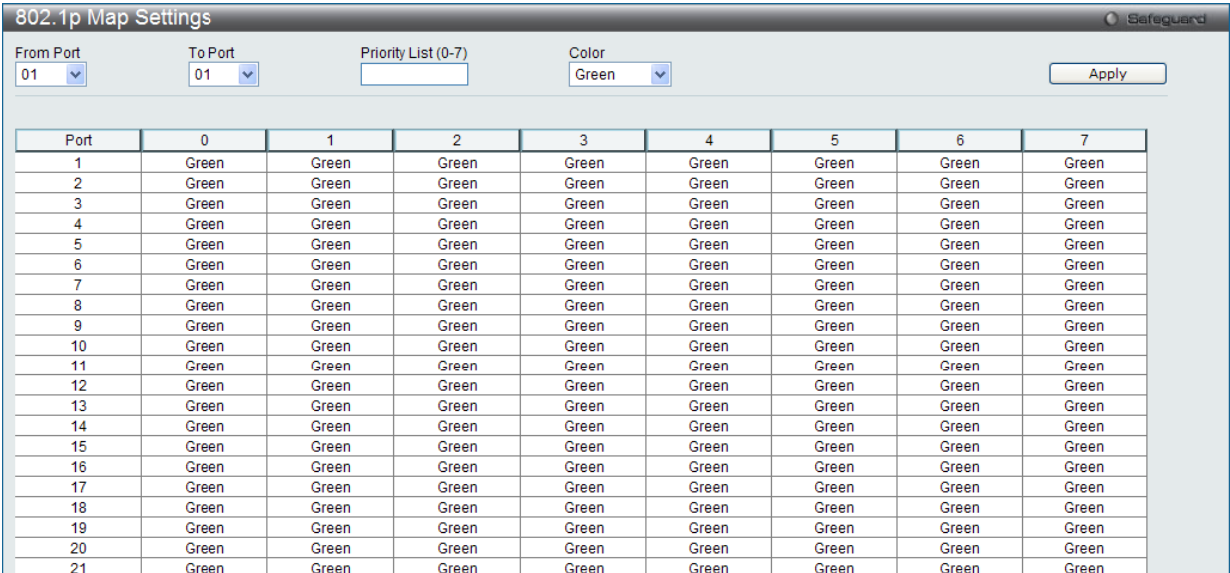 802.1p Map Settings Safeguard
From Port To Port Priority List (0-7) Color
01 01 Green Apply
Port 0 1 2 3 4 5 6 7
1 Green Green Green Green Green Green Green Green
2 Green Green Green Green Green Green Green Green
3 Green Green Green Green Green Green Green Green
4 Green Green Green Green Green Green Green Green
5 Green Green Green Green Green Green Green Green
6 Green Green Green Green Green Green Green Green
7 Green Green Green Green Green Green Green Green
8 Green Green Green Green Green Green Green Green
9 Green Green Green Green Green Green Green Green
10 Green Green Green Green Green Green Green Green
11 Green Green Green Green Green Green Green Green
12 Green Green Green Green Green Green Green Green
13 Green Green Green Green Green Green Green Green
14 Green Green Green Green Green Green Green Green
15 Green Green Green Green Green Green Green Green
16 Green Green Green Green Green Green Green Green
17 Green Green Green Green Green Green Green Green
18 Green Green Green Green Green Green Green Green
19 Green Green Green Green Green Green Green Green
20 Green Green Green Green Green Green Green Green
21 Green Green Green Green Green Green Green Green